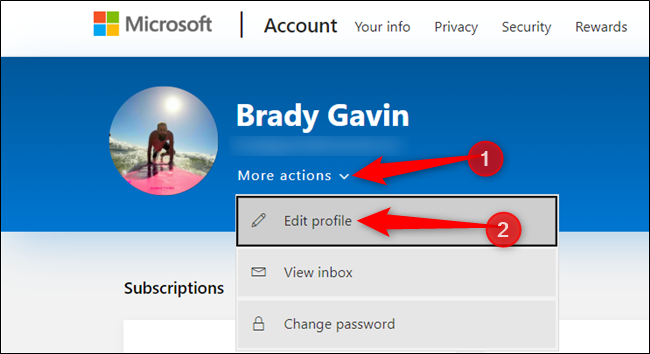 Microsoft | Account Your info Privacy Security Rewards
Brady Gavin
More actions
1
Edit profile
2
View inbox
Subscriptions
Change password